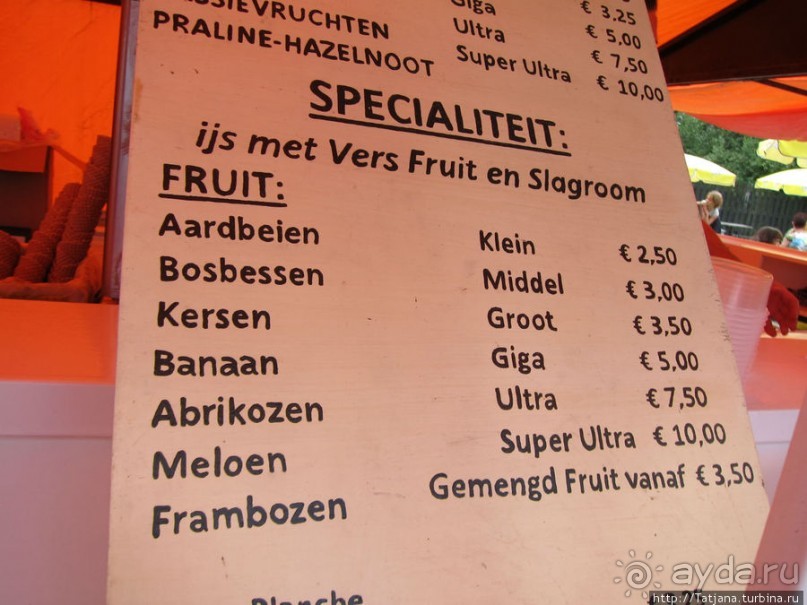 Giga € 3,25
Ultra € 5,00
PRALINE-HAZELNOOT Super Ultra € 7,50
€ 10,00
SPECIALITEIT:
ijs met Vers Fruit en Slagroom
FRUIT:
Aardbeien Klein € 2,50
Bosbessen Middel € 3,00
Kersen Groot € 3,50
Banaan Giga € 5,00
Abrikozen Ultra € 7,50
Meloen Super Ultra € 10,00
Frambozen Gemengd Fruit vanaf € 3,50
ayda.ru
http://Tatjana.turbina.ru